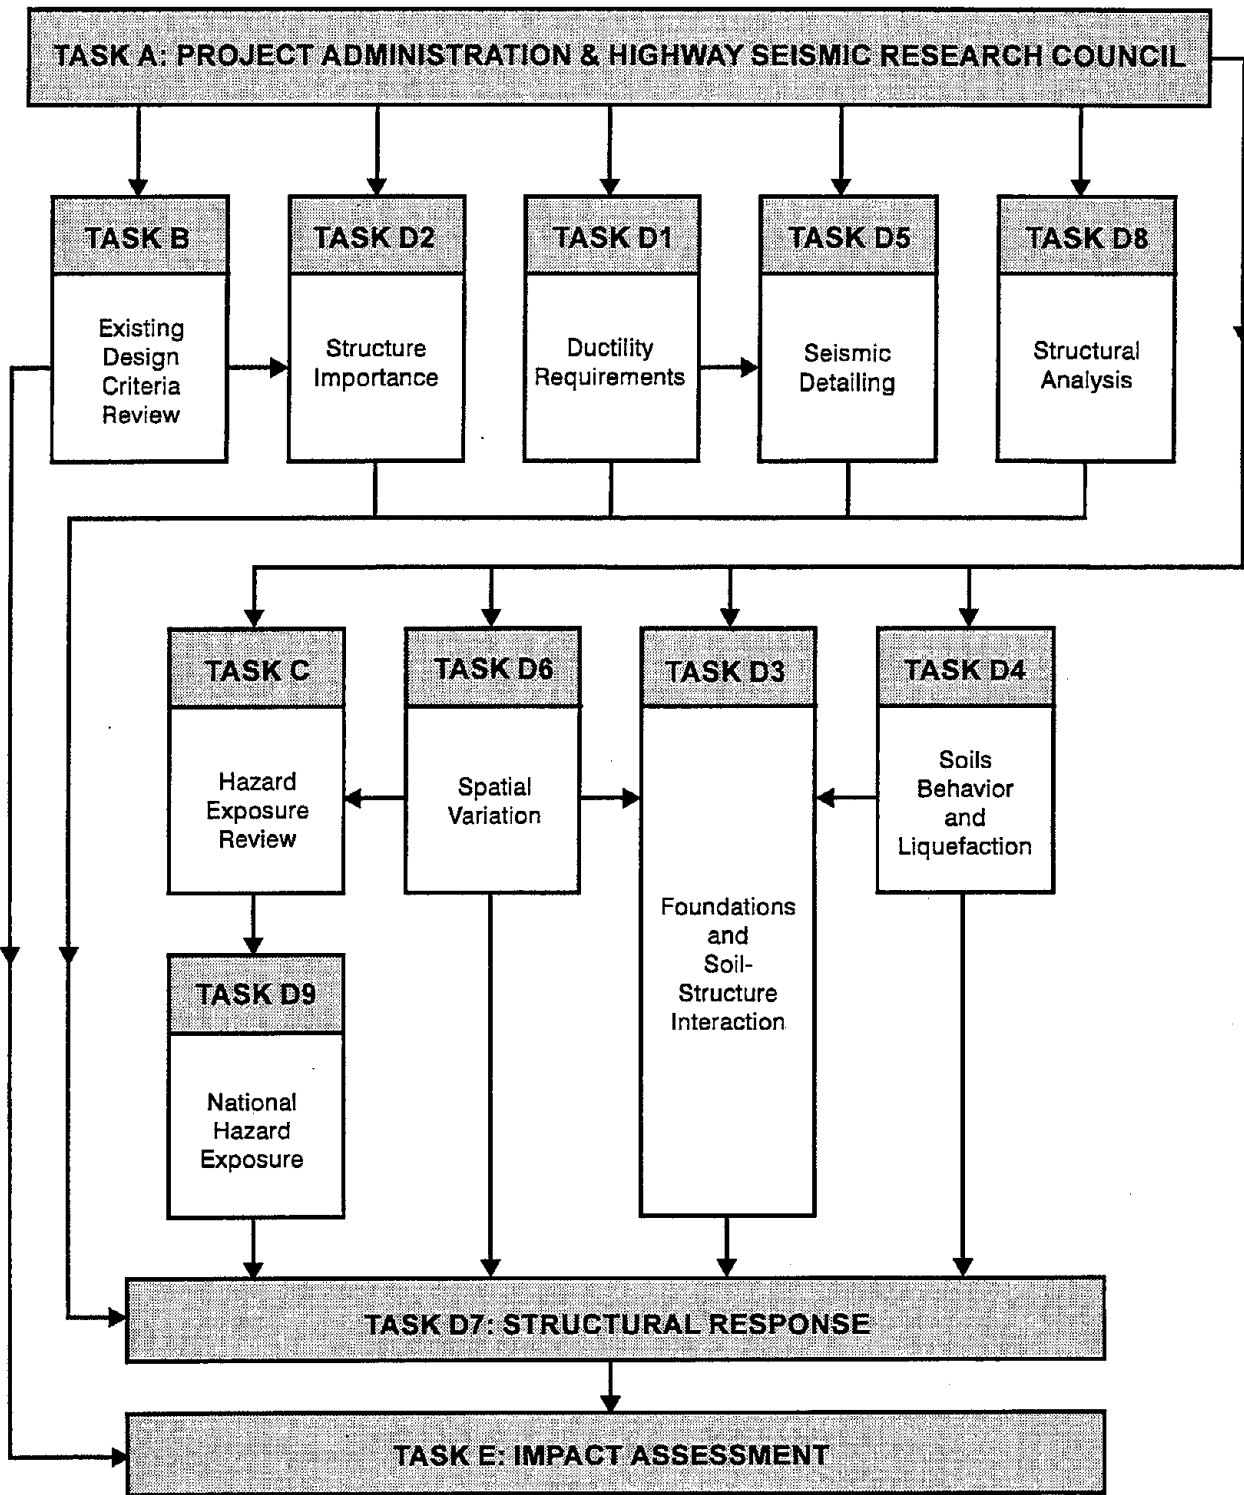 TASK A: PROJECT ADMINISTRATION & HIGHWAY SEISMIC RESEARCH COUNCIL
TASK B
Existing
Design
Criteria
Review
TASK D2
Structure
Importance
TASK D1
Ductility
Requirements
TASK D5
Seismic
Detailing
TASK D8
Structural
Analysis
TASK C
Hazard
Exposure
Review
TASK D6
Spatial
Variation
TASK D3
Foundations
and
Soil-
Structure
Interaction
TASK D4
Soils
Behavior
and
Liquefaction
TASK D9
National
Hazard
Exposure
TASK D7: STRUCTURAL RESPONSE
TASK E: IMPACT ASSESSMENT